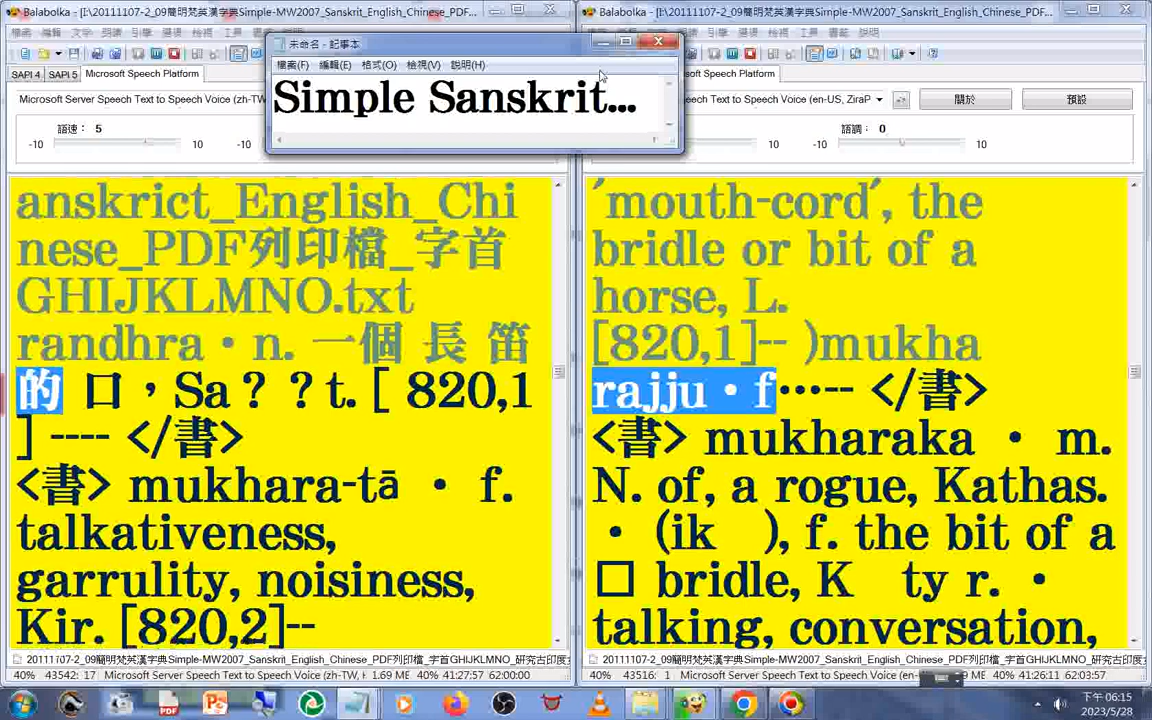 Balabolka - [I:\20111107-2_09簡明梵英漢字典Simple-MW2007_Sanskrit_English_Chinese_PDF...
Balabolka - [I:\20111107-2_09簡明梵英漢字典Simple-MW2007_Sanskrit_English_Chinese_PDF...
未命名 - 記事本
檔案(F) 編輯(E) 格式(O) 檢視(V) 說明(H)
Simple Sanskrit...
SAPI 4 SAPI 5 Microsoft Speech Platform
Speech Platform
Microsoft Server Speech Text to Speech Voice (zh-TW
ech Text to Speech Voice (en-US, ZiraP
關於
預設
語速: 5
語調: 0
-10 10 -10
10 -10 10
anskrict_English_Chi
nese_PDF列印檔_字首
GHIJKLMNO.txt
randhra・n. 一個 長 笛
的 口，Sa？？t. [ 820,1
] ---- </書>
<書> mukhara-tā ・ f.
talkativeness,
garrulity, noisiness,
Kir. [820,2]--
'mouth-cord', the
bridle or bit of a
horse, L.
[820,1]-- )mukha
rajju・f…-- </書>
<書> mukharaka ・ m.
N. of, a rogue, Kathas.
・ (ik ), f. the bit of a
□ bridle, K ty r. ・
talking, conversation,
20111107-2_09簡明梵英漢字典Simple-MW2007_Sanskrit_English_Chinese_PDF列印檔_字首GHIJKLMNO_研究古印度
20111107-2_09簡明梵英漢字典Simple-MW2007_Sanskrit_English_Chinese_PDF列印檔_字首GHIJKLMNO_研究古印度
40% 43542: 17 Microsoft Server Speech Text to Speech Voice (zh-TW, H 1.69 MB 40% 41:27:57 62:00:00
40% 43516: 1 Microsoft Server Speech Text to Speech Voice 40% 41:26:11 62:03:57
下午 06:15
2023/5/28